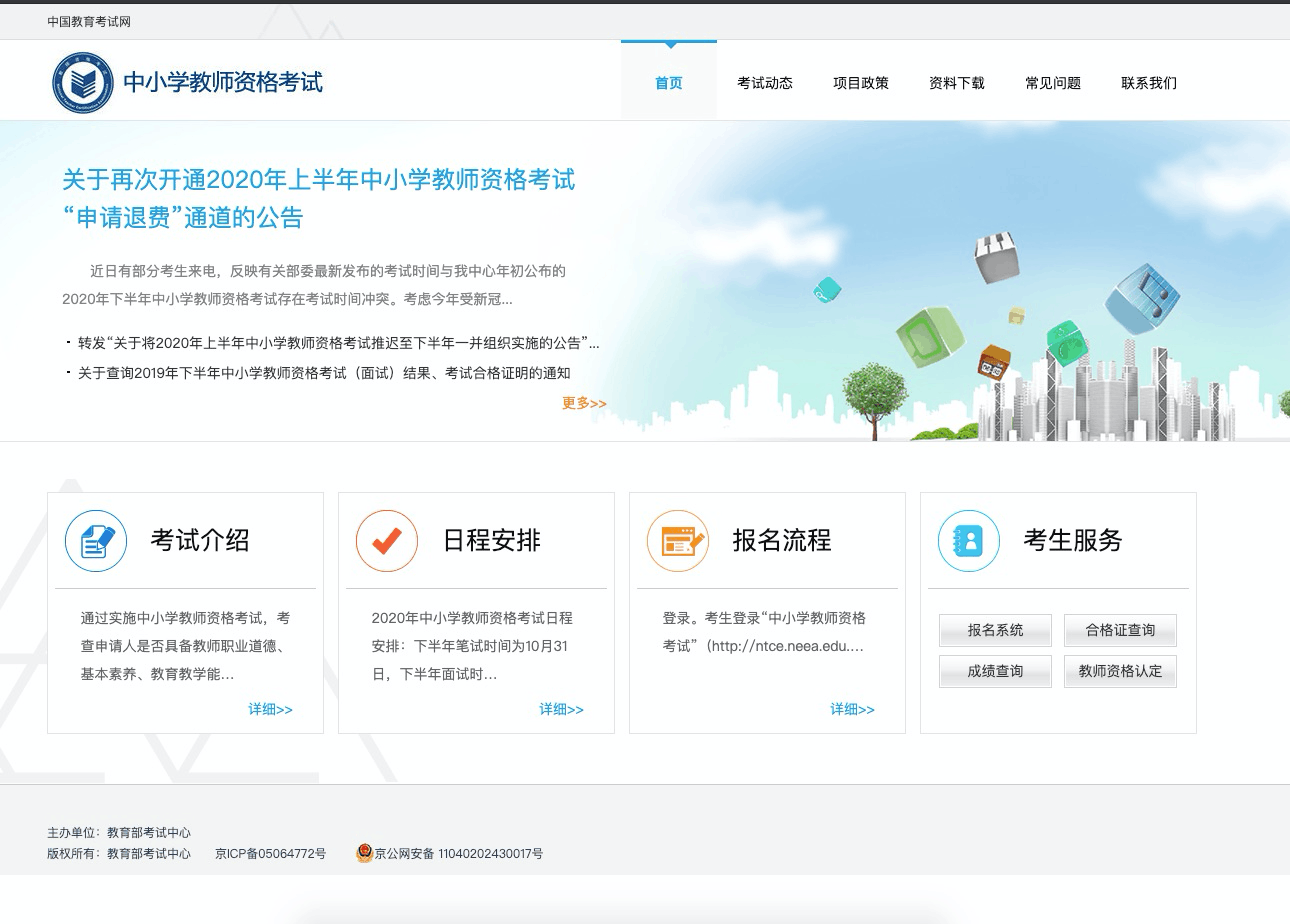 中国教育考试网
中小学教师资格考试
首页 考试动态 项目政策 资料下载 常见问题 联系我们
关于再次开通2020年上半年中小学教师资格考试
“申请退费”通道的公告
近日有部分考生来电，反映有关部委最新发布的考试时间与我中心年初公布的
2020年下半年中小学教师资格考试存在考试时间冲突。考虑今年受新冠...
· 转发“关于将2020年上半年中小学教师资格考试推迟至下半年一并组织实施的公告”...
· 关于查询2019年下半年中小学教师资格考试（面试）结果、考试合格证明的通知
更多>>
考试介绍
通过实施中小学教师资格考试，考
查申请人是否具备教师职业道德、
基本素养、教育教学能...
详细>>
日程安排
2020年中小学教师资格考试日程
安排：下半年笔试时间为10月31
日，下半年面试时...
详细>>
报名流程
登录。考生登录“中小学教师资格
考试”（http://ntce.neea.edu....
详细>>
考生服务
报名系统 合格证查询
成绩查询 教师资格认定
主办单位：教育部考试中心
版权所有：教育部考试中心 京ICP备05064772号 京公网安备 11040202430017号